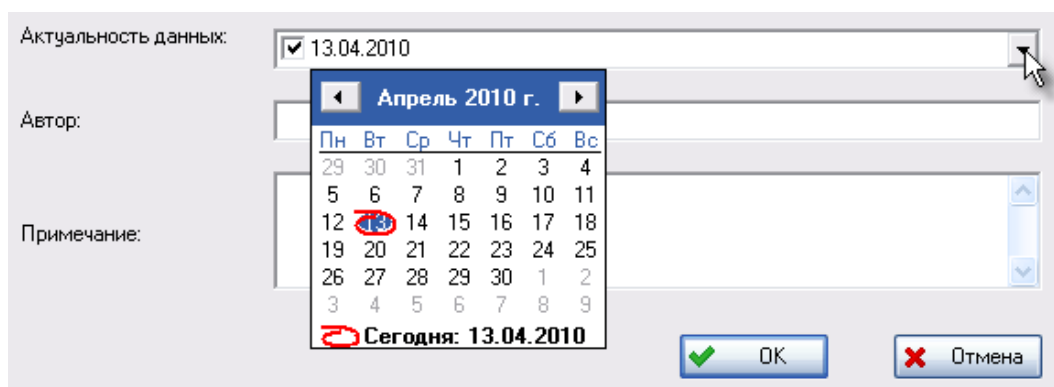 Актуальность данных:
13.04.2010
Апрель 2010 г.
Автор:
Пн Вт Ср Чт Пт Сб Вс
29 30 31 1 2 3 4
5 6 7 8 9 10 11
12 13 14 15 16 17 18
Примечание:
19 20 21 22 23 24 25
26 27 28 29 30 1 2
3 4 5 6 7 8 9
Сегодня: 13.04.2010
OK
Отмена